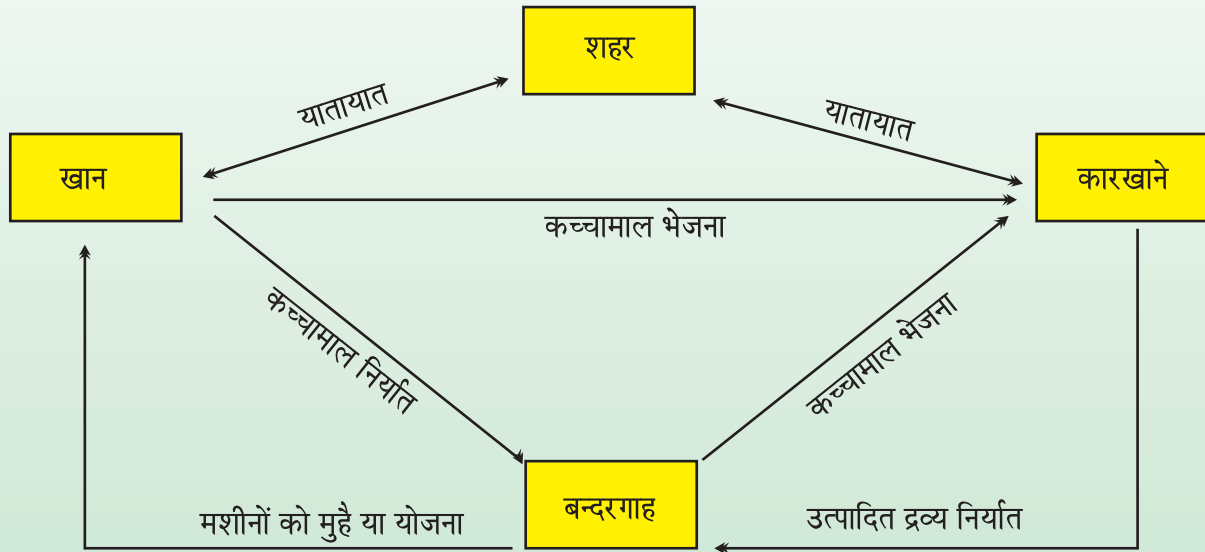 शहर
यातायात
यातायात
खान
कारखाने
कच्चामाल भेजना
कच्चामाल निर्यात
कच्चामाल भेजना
बन्दरगाह
मशीनों को मुहै या योजना
उत्पादित द्रव्य निर्यात